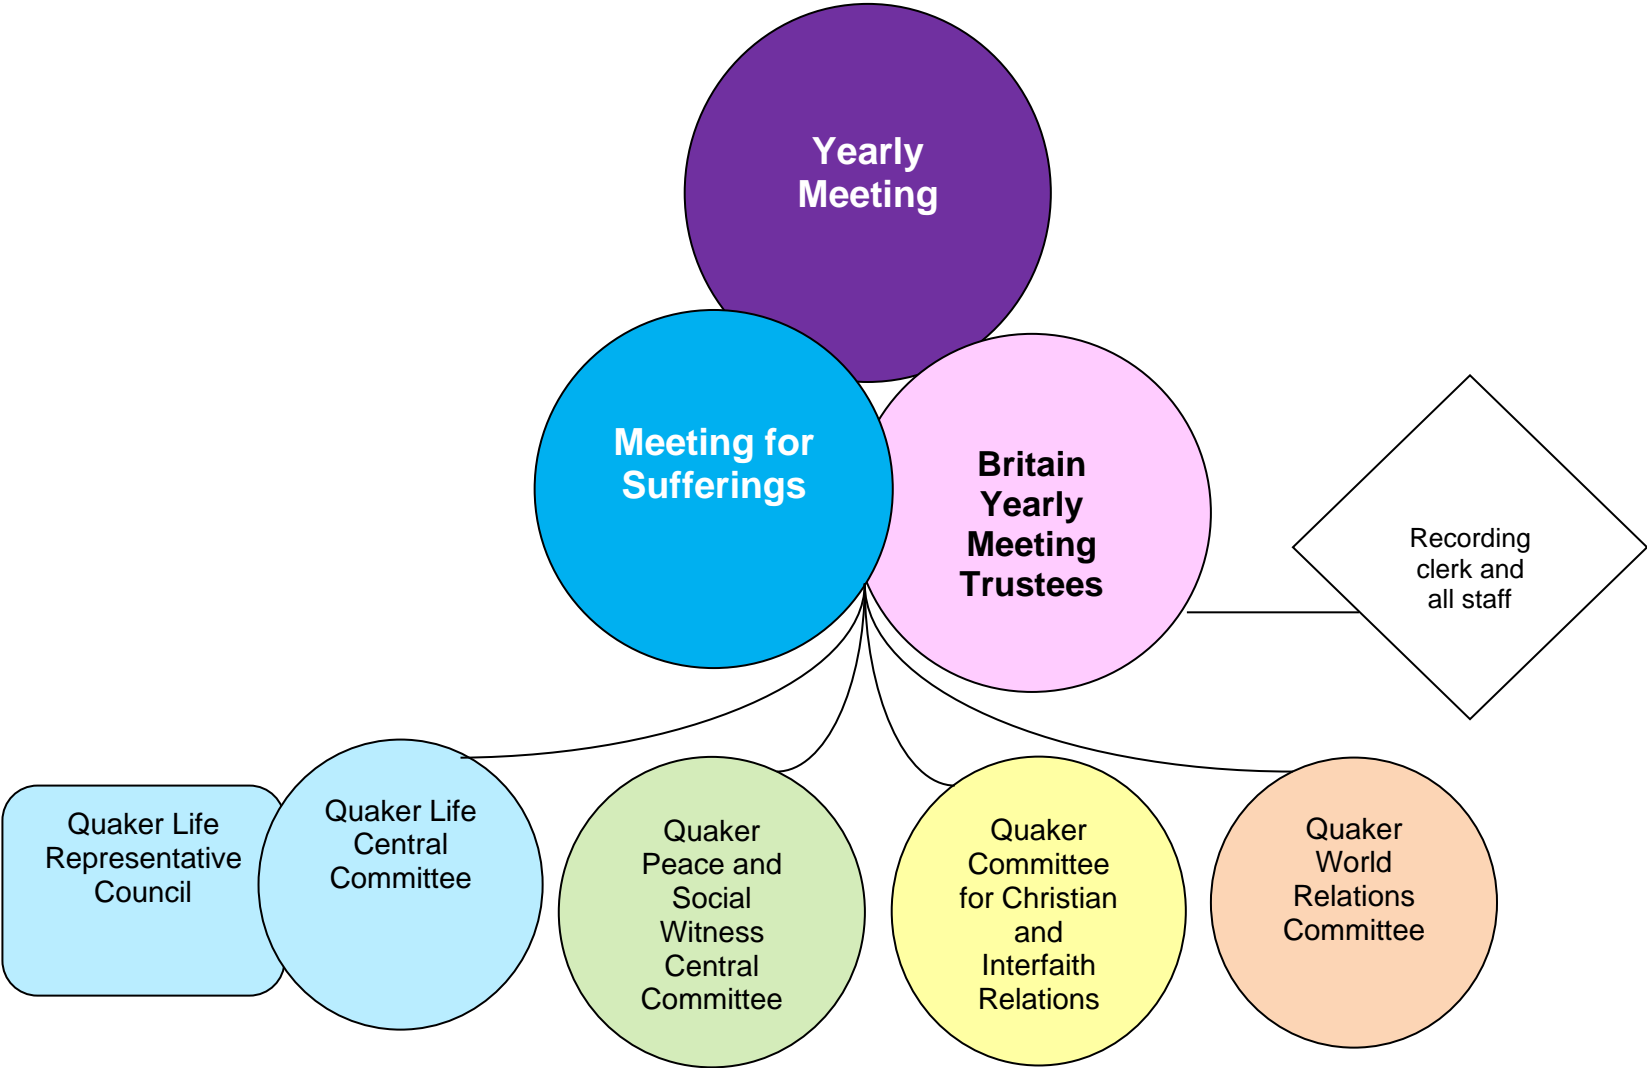 Yearly
Meeting
Meeting for
Sufferings
Britain
Yearly
Meeting
Trustees
Recording
clerk and
all staff
Quaker Life
Representative
Council
Quaker Life
Central
Committee
Quaker
Peace and
Social
Witness
Central
Committee
Quaker
Committee
for Christian
and
Interfaith
Relations
Quaker
World
Relations
Committee